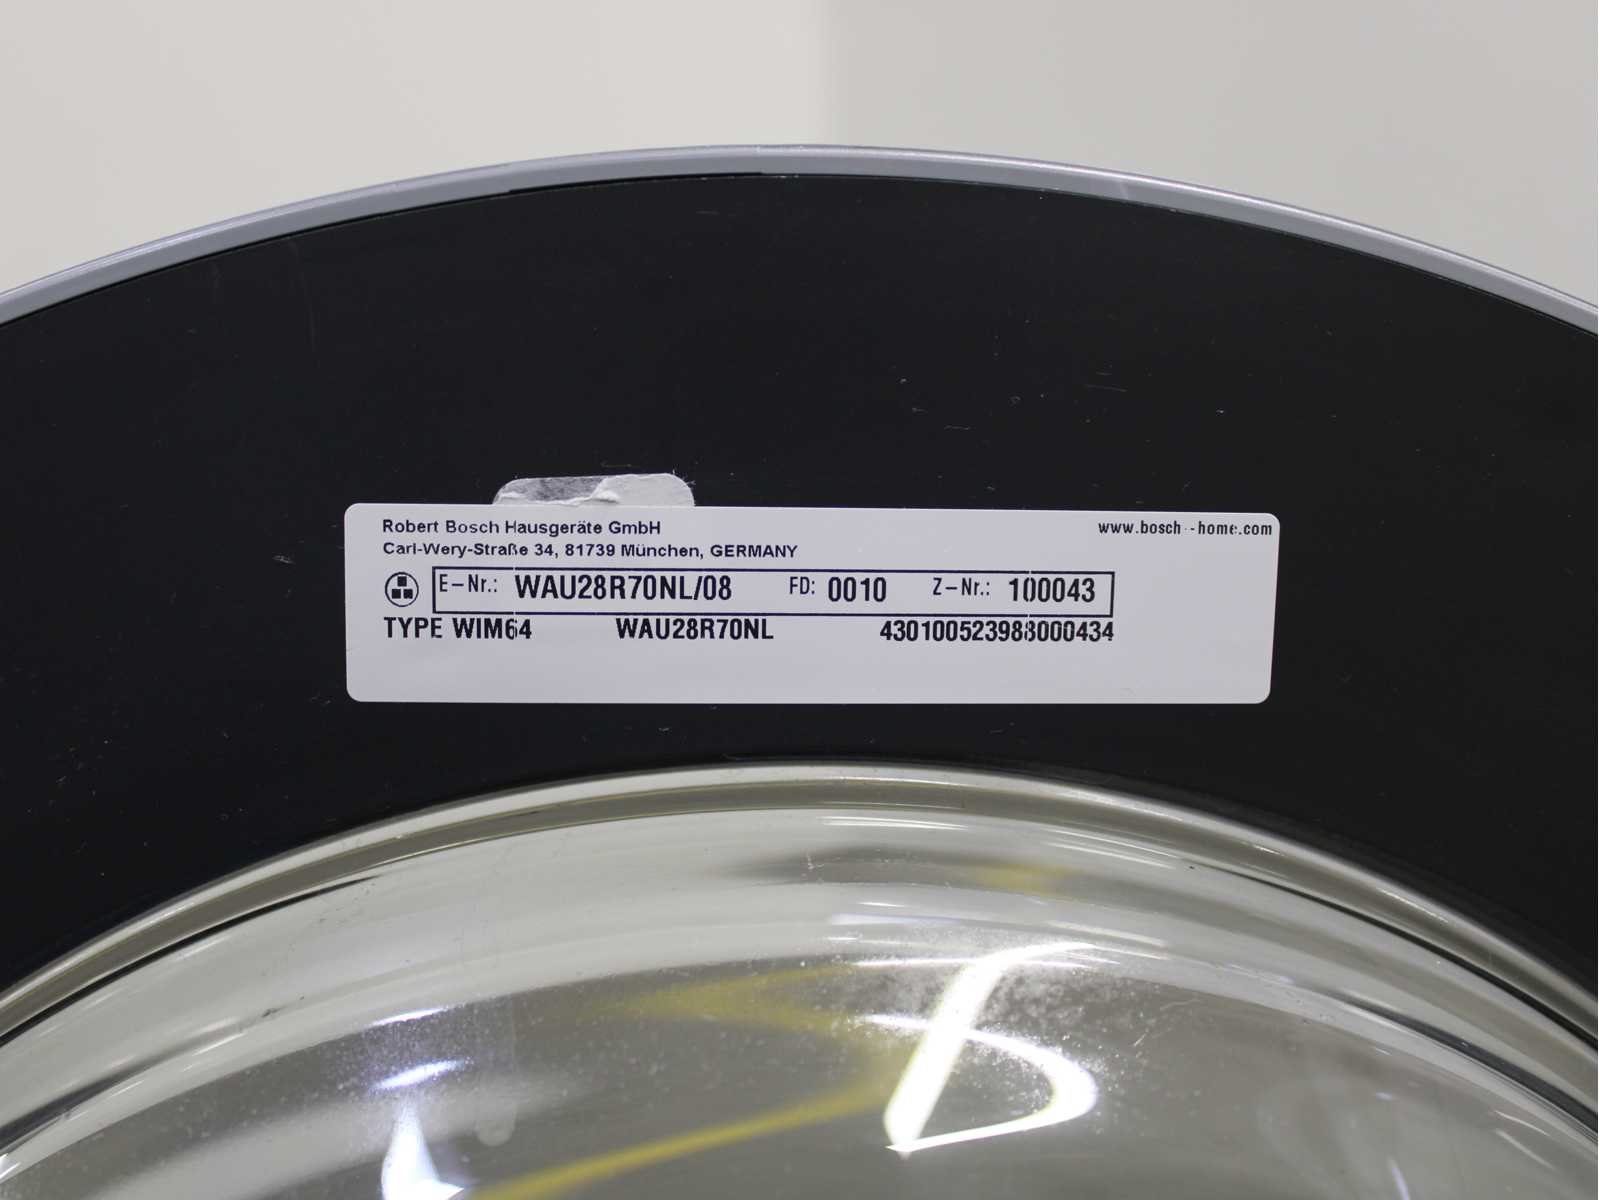 Robert Bosch Hausgeräte GmbH
www.bosch-home.com
Carl-Wery-Straße 34, 81739 München, GERMANY
E-Nr.: WAU28R70NL/08 FD: 0010 Z-Nr.: 100043
TYPE WIM64 WAU28R70NL 430100523988000434